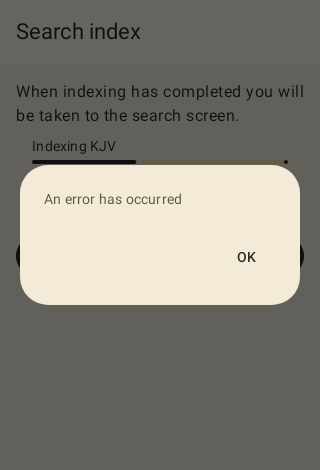 Search index
When indexing has completed you will
be taken to the search screen.
Indexing KJV
An error has occurred
OK